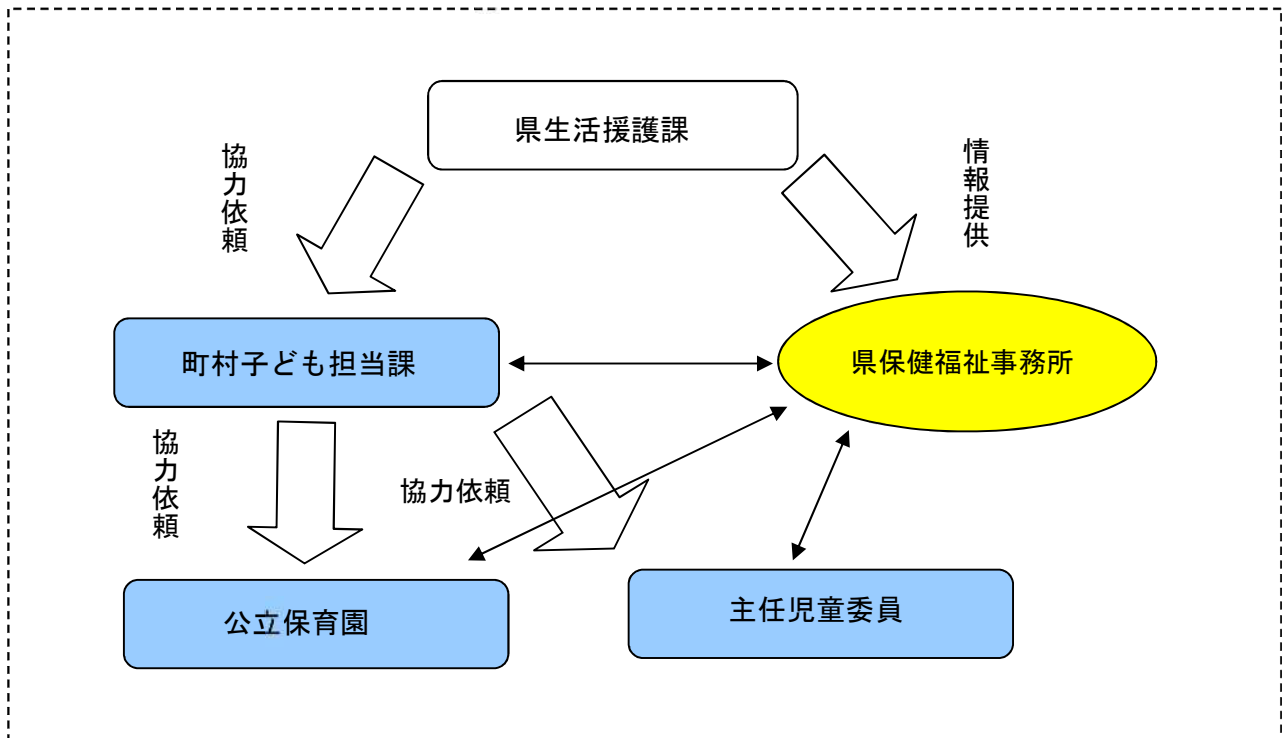 県生活援護課
協力依頼
情報提供
町村子ども担当課
県保健福祉事務所
協力依頼
協力依頼
公立保育園
主任児童委員